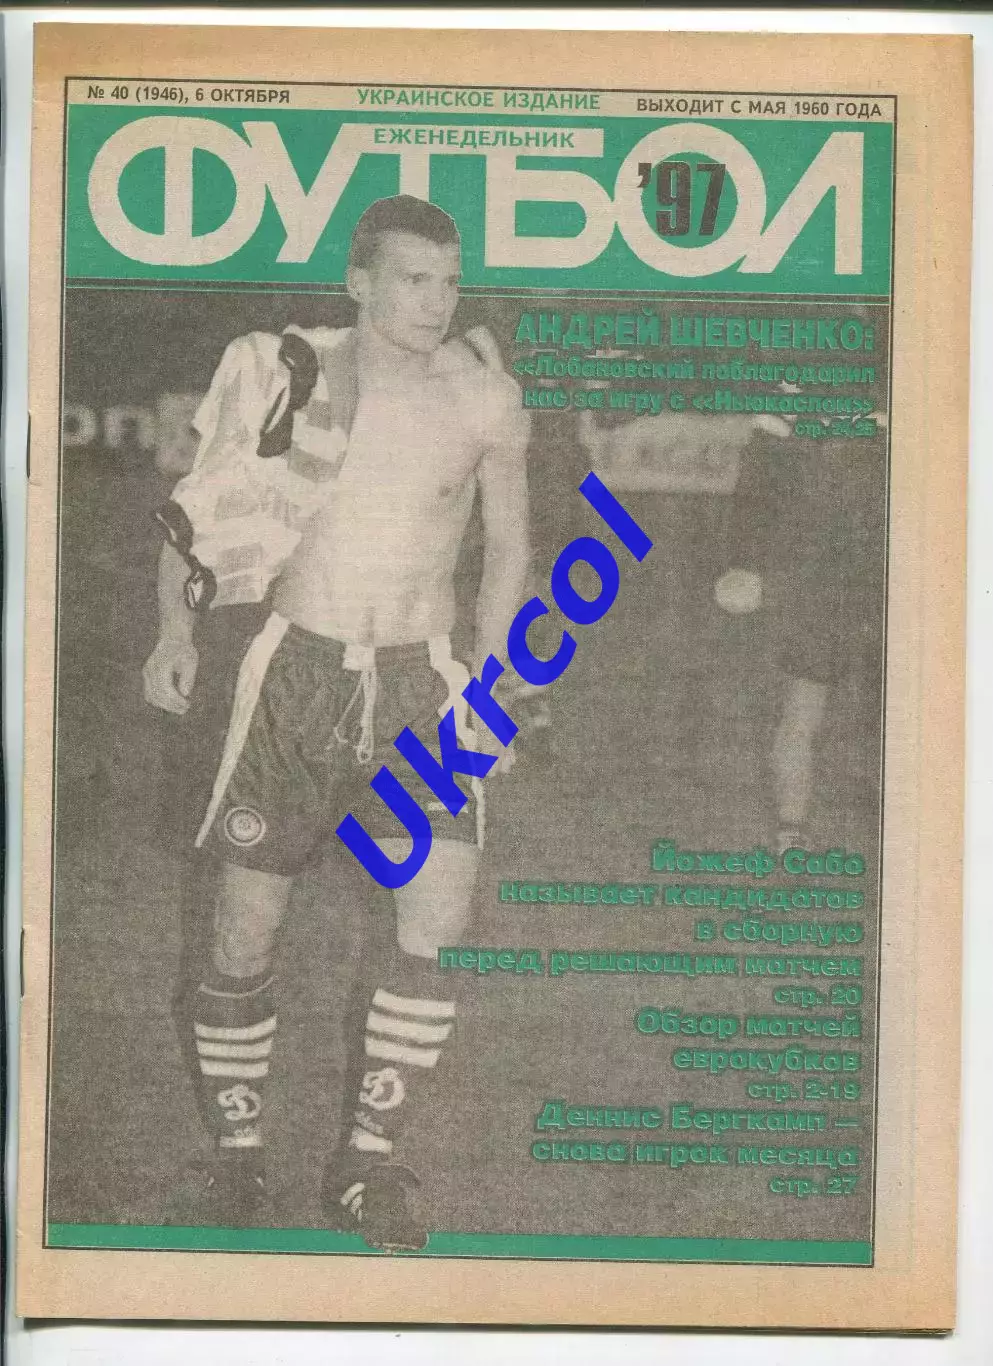 № 40 (1946), 6 ОКТЯБРЯ
УКРАИНСКОЕ ИЗДАНИЕ
ВЫХОДИТ С МАЯ 1960 ГОДА
ЕЖЕНЕДЕЛЬНИК
ФУТБОЛ
'97
АНДРЕЙ ШЕВЧЕНКО:
«Лобановский поблагодарил
нас за игру с «Ньюкаслом»
стр. 24,25
Ukrcol
Йожеф Сабо
называет кандидатов
в сборную
перед решающим матчем
стр. 20
Обзор матчей
еврокубков
стр. 2-19
Деннис Бергкамп –
снова игрок месяца
стр. 27